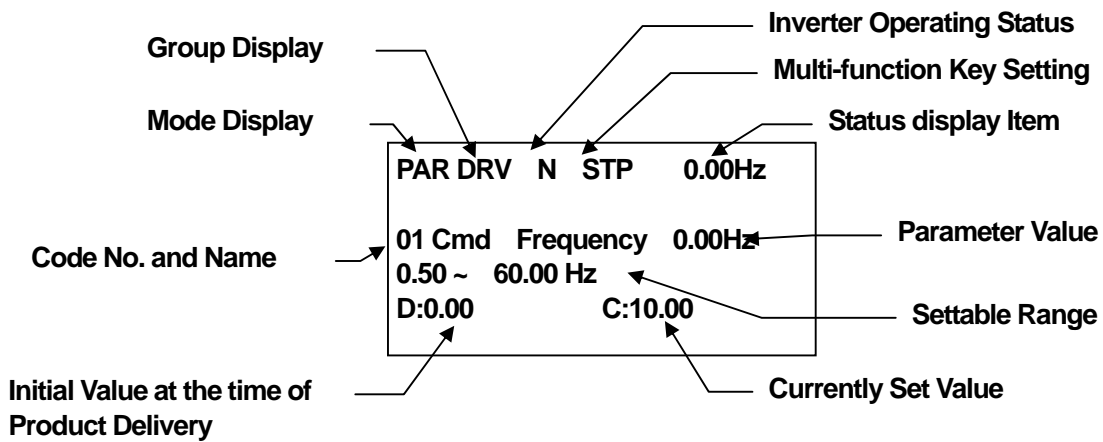 Inverter Operating Status
Group Display
Multi-function Key Setting
Mode Display
Status display Item
PAR DRV N STP 0.00Hz
01 Cmd Frequency 0.00Hz
Parameter Value
Code No. and Name
0.50 ~ 60.00 Hz
D:0.00 C:10.00
Settable Range
Initial Value at the time of
Product Delivery
Currently Set Value